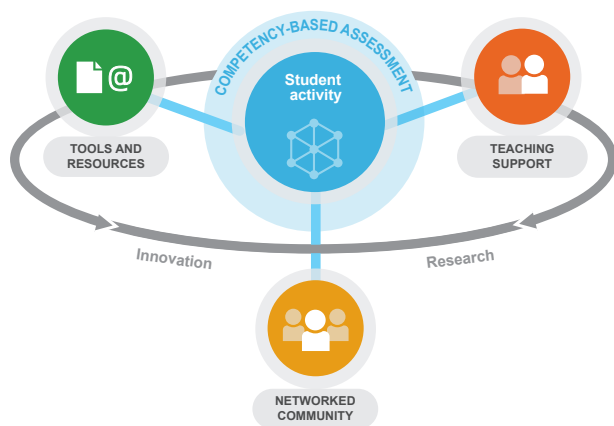 COMPETENCY-BASED ASSESSMENT
@
Student
activity
TOOLS AND
RESOURCES
TEACHING
SUPPORT
Innovation
Research
NETWORKED
COMMUNITY